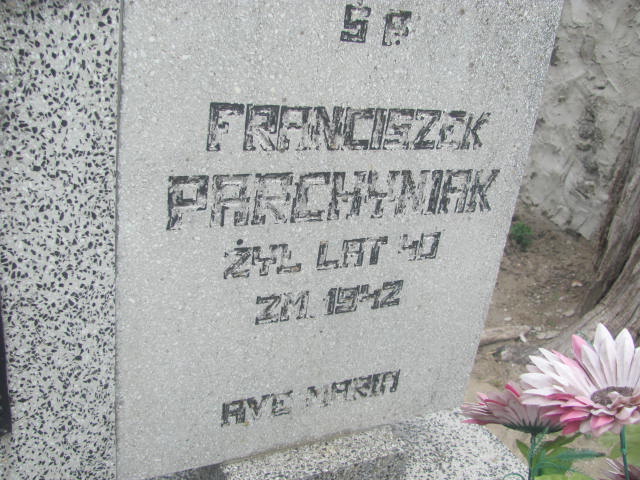 Ś P
FRANCISZEK
PARCHYNIAK
ŻYŁ LAT 40
ZM. 1942
AVE MARIA